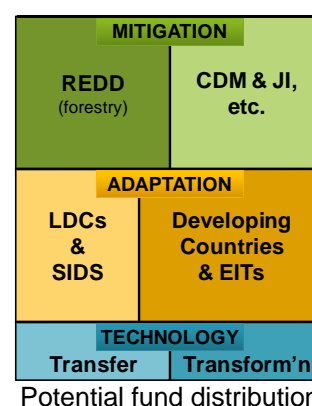 MITIGATION
REDD
(forestry)
CDM & JI,
etc.
ADAPTATION
LDCs
&
SIDS
Developing
Countries
& EITs
TECHNOLOGY
Transfer
Transform'n
Potential fund distribution